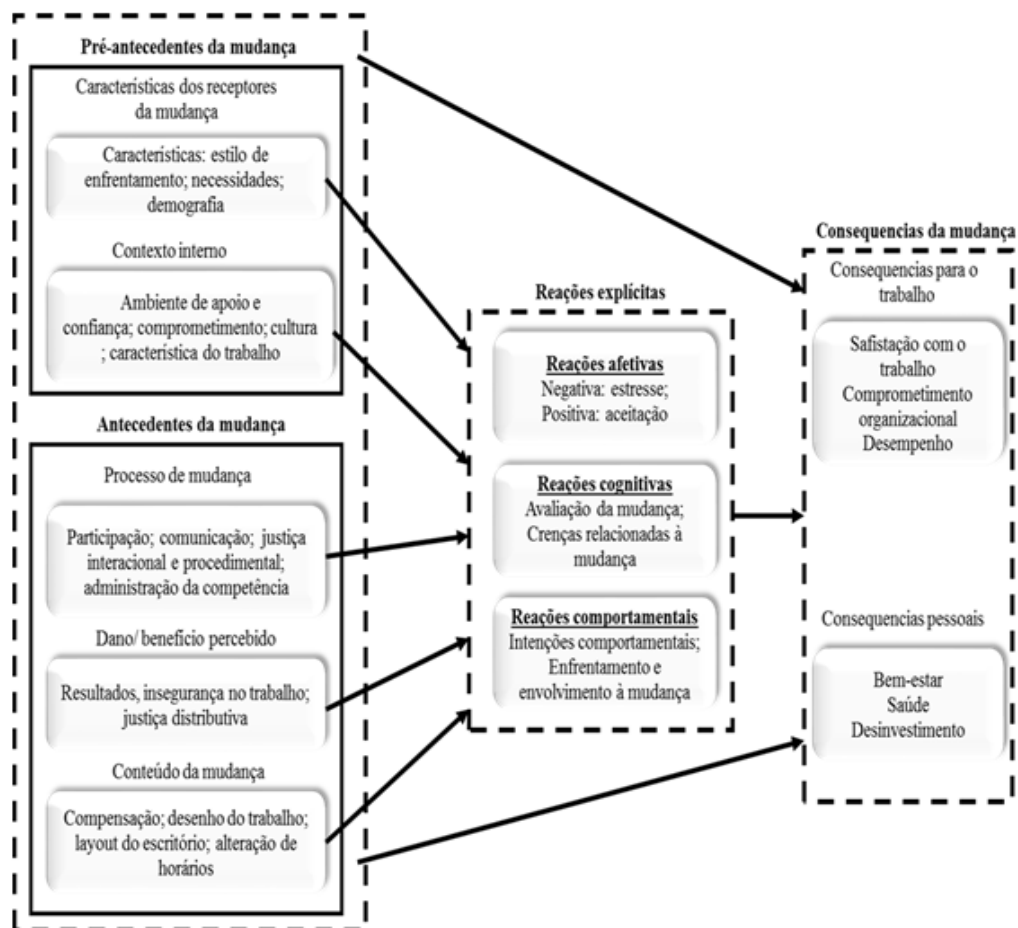 Pré-antecedentes da mudança
Características dos receptores
da mudança
Características: estilo de
enfrentamento; necessidades;
demografia
Contexto interno
Ambiente de apoio e
confiança; comprometimento; cultura
; característica do trabalho
Antecedentes da mudança
Processo de mudança
Participação; comunicação; justiça
interacional e procedimental;
administração da competência
Dano/ benefício percebido
Resultados, insegurança no trabalho;
justiça distributiva
Conteúdo da mudança
Compensação; desenho do trabalho;
layout do escritório; alteração de
horários
Reações explícitas
Reações afetivas
Negativa: estresse;
Positiva: aceitação
Reações cognitivas
Avaliação da mudança;
Crenças relacionadas à
mudança
Reações comportamentais
Intenções comportamentais;
Enfrentamento e
envolvimento à mudança
Consequencias da mudança
Consequencias para o
trabalho
Safistação com o
trabalho
Comprometimento
organizacional
Desempenho
Consequencias pessoais
Bem-estar
Saúde
Desinvestimento